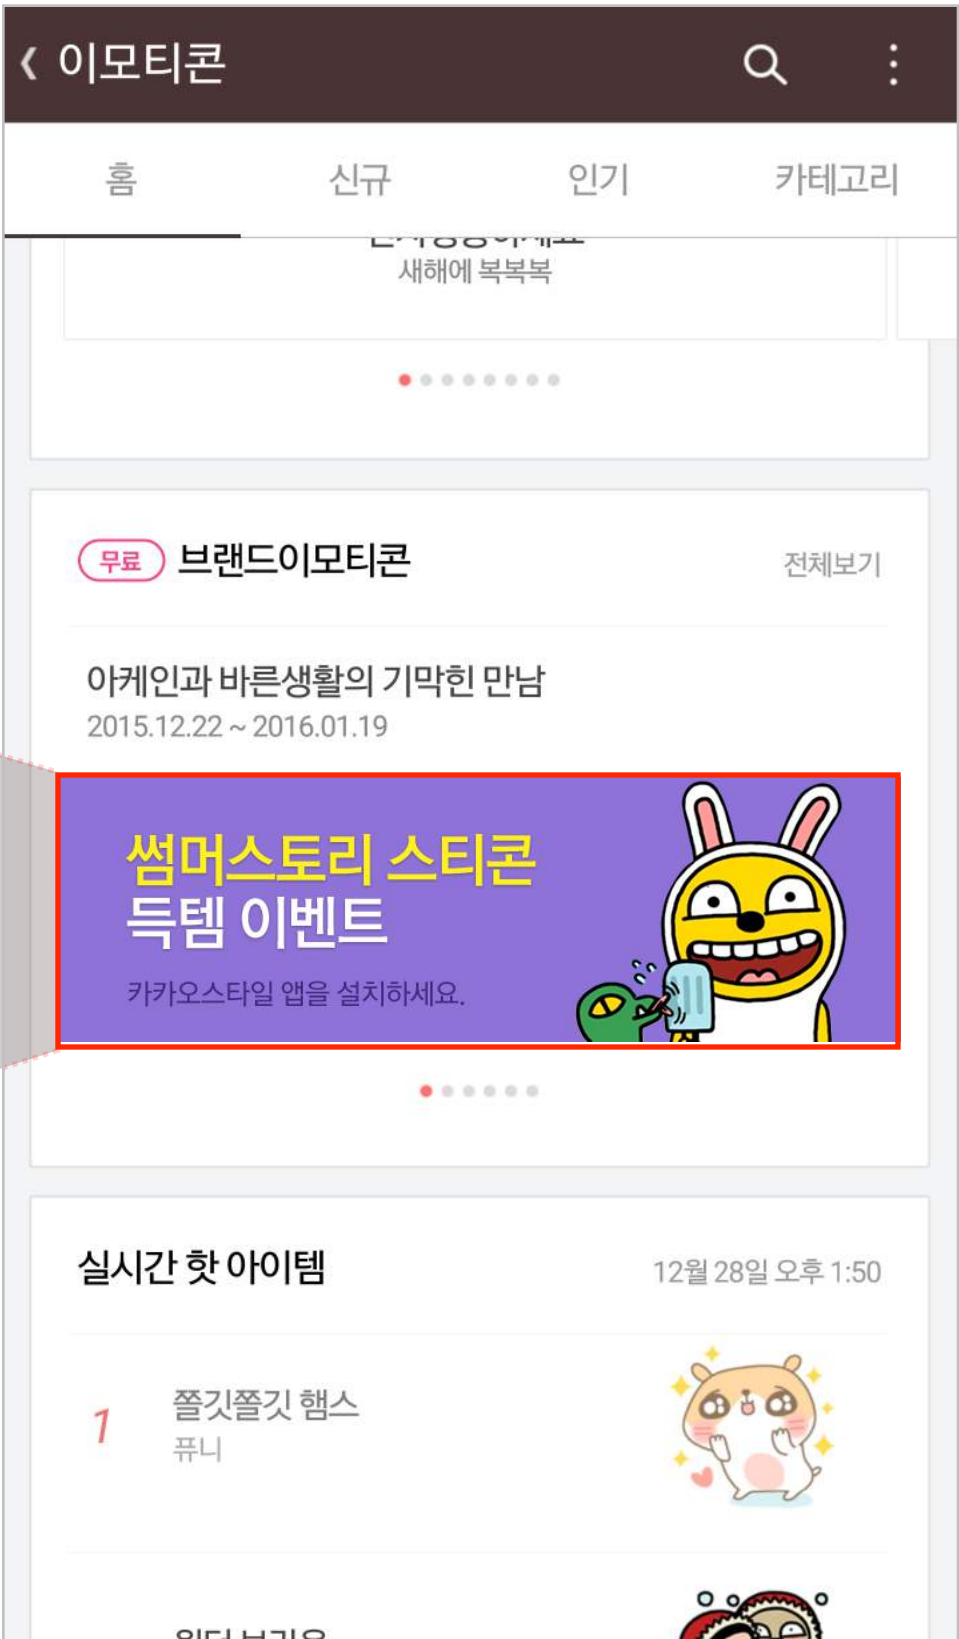 이모티콘
홈 신규 인기 카테고리
새해에 복복복
무료 브랜드이모티콘 전체보기
아케인과 바른생활의 기막힌 만남
2015.12.22 ~ 2016.01.19
썸머스토리 스티콘
득템 이벤트
카카오스타일 앱을 설치하세요.
실시간 핫 아이템 12월 28일 오후 1:50
1 쫄깃쫄깃 햄스
퓨니